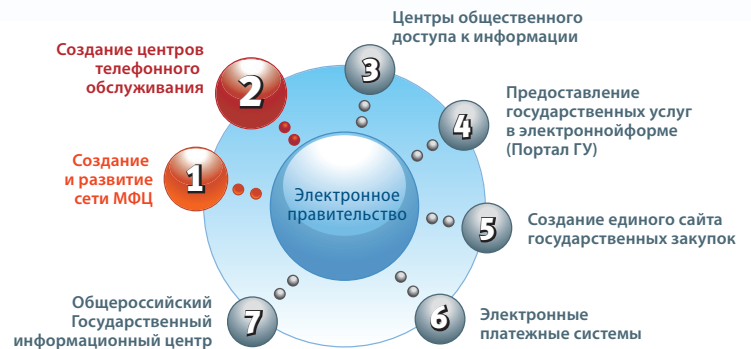 Создание
и развитие
сети МФЦ
1
Создание центров
телефонного
обслуживания
2
Центры общественного
доступа к информации
3
Предоставление
государственных услуг
в электроннойформе
(Портал ГУ)
4
Создание единого сайта
государственных закупок
5
Электронные
платежные системы
6
Общероссийский
Государственный
информационный центр
7
Электронное
правительство